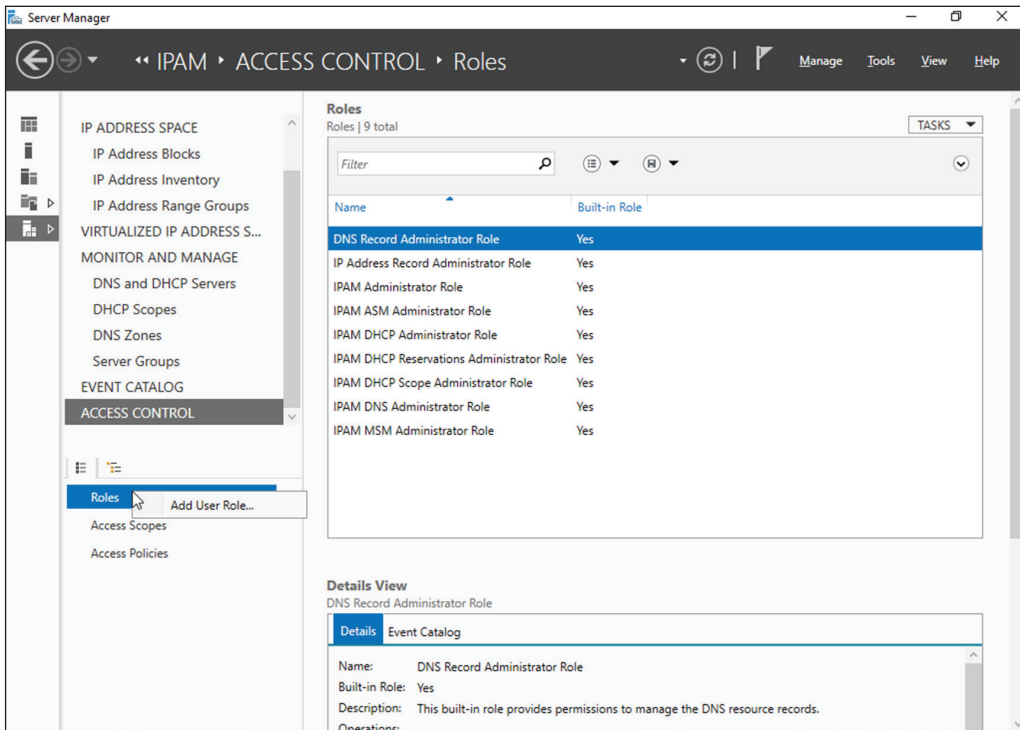 Server Manager
IPAM ACCESS CONTROL Roles
Manage Tools View Help
IP ADDRESS SPACE
IP Address Blocks
IP Address Inventory
IP Address Range Groups
VIRTUALIZED IP ADDRESS S...
MONITOR AND MANAGE
DNS and DHCP Servers
DHCP Scopes
DNS Zones
Server Groups
EVENT CATALOG
ACCESS CONTROL
Roles
Add User Role...
Access Scopes
Access Policies
Roles
Roles | 9 total
TASKS
Filter
Name Built-in Role
DNS Record Administrator Role Yes
IP Address Record Administrator Role Yes
IPAM Administrator Role Yes
IPAM ASM Administrator Role Yes
IPAM DHCP Administrator Role Yes
IPAM DHCP Reservations Administrator Role Yes
IPAM DHCP Scope Administrator Role Yes
IPAM DNS Administrator Role Yes
IPAM MSM Administrator Role Yes
Details View
DNS Record Administrator Role
Details Event Catalog
Name: DNS Record Administrator Role
Built-in Role: Yes
Description: This built-in role provides permissions to manage the DNS resource records.
Operations: